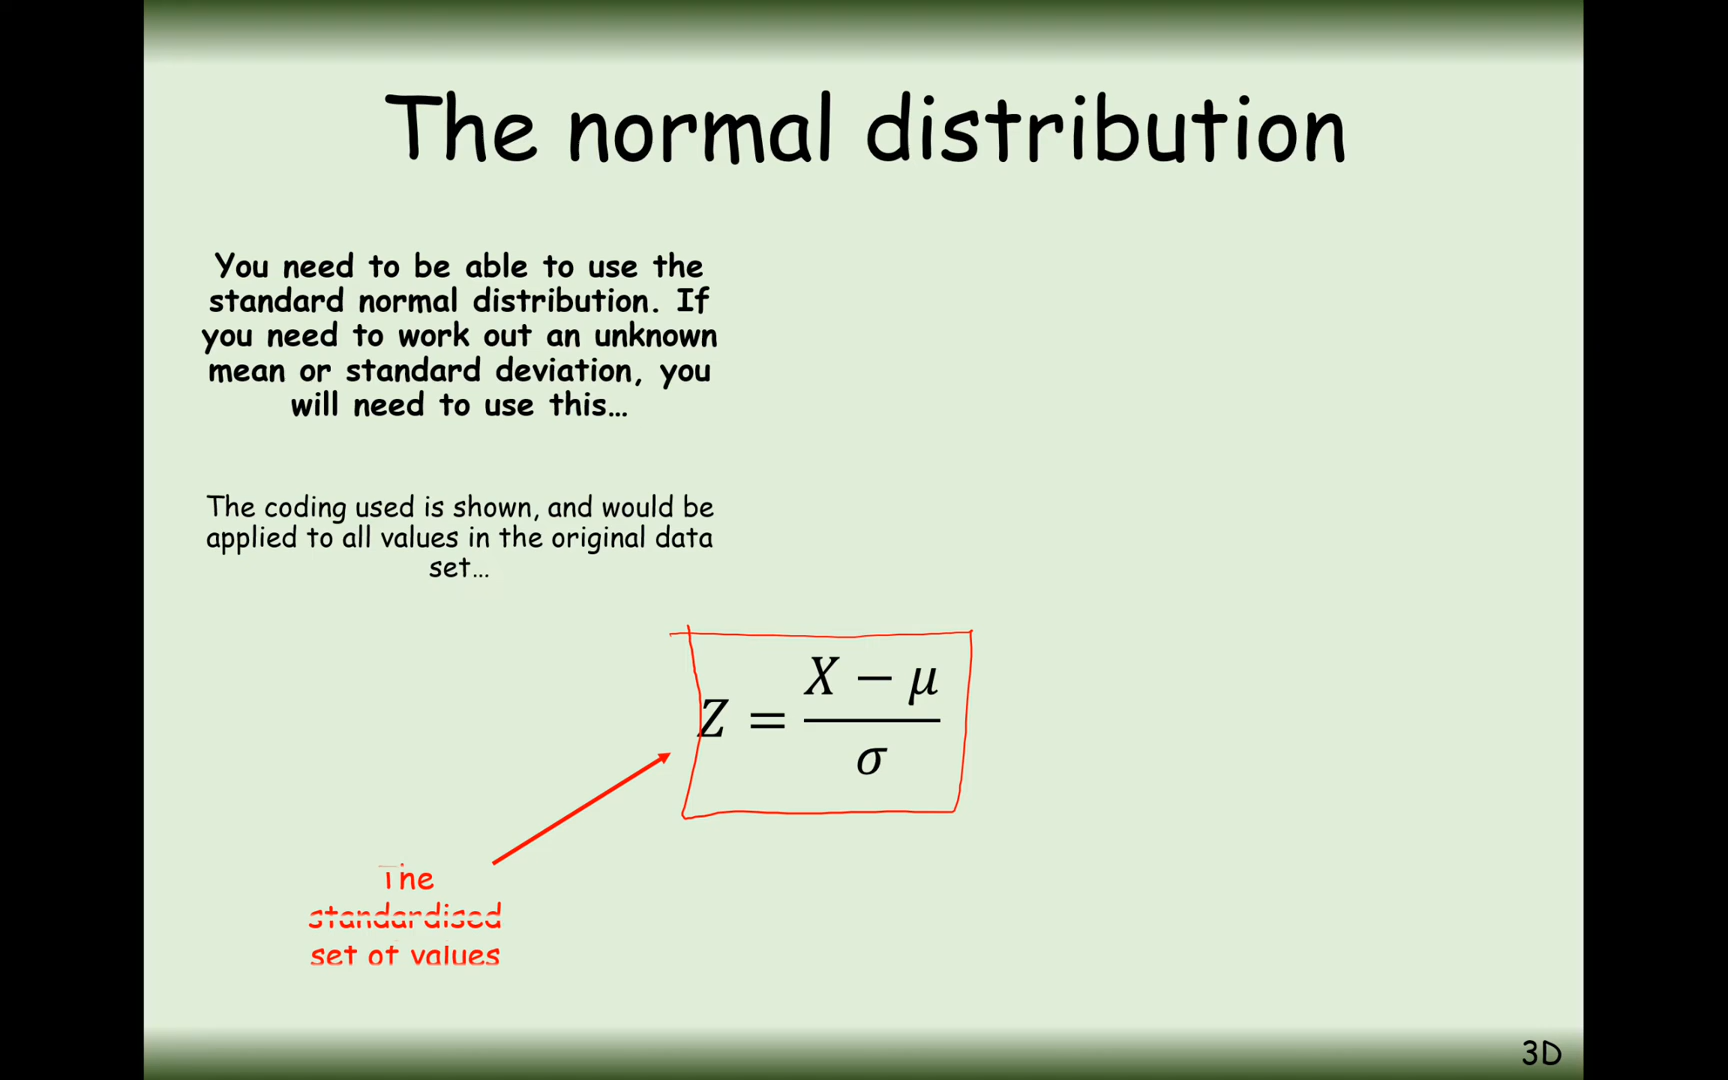 The normal distribution
You need to be able to use the
standard normal distribution. If
you need to work out an unknown
mean or standard deviation, you
will need to use this…
The coding used is shown, and would be
applied to all values in the original data
set…
Z = (X − μ) / σ
The
standardised
set of values
3D